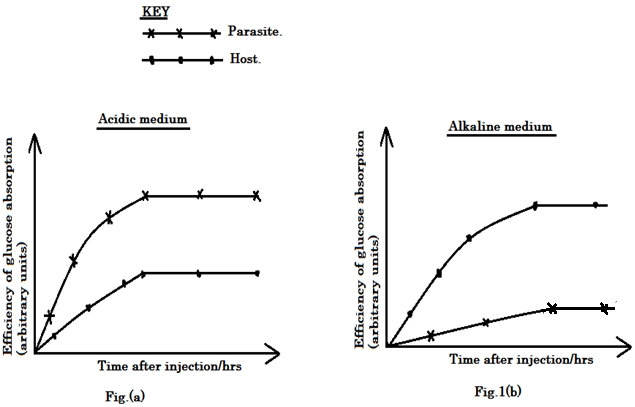 KEY
Parasite.
Host.
Acidic medium
Efficiency of glucose absorption
(arbitrary units)
Time after injection/hrs
Fig.(a)
Alkaline medium
Efficiency of glucose absorption
(arbitrary units)
Time after injection/hrs
Fig.1(b)